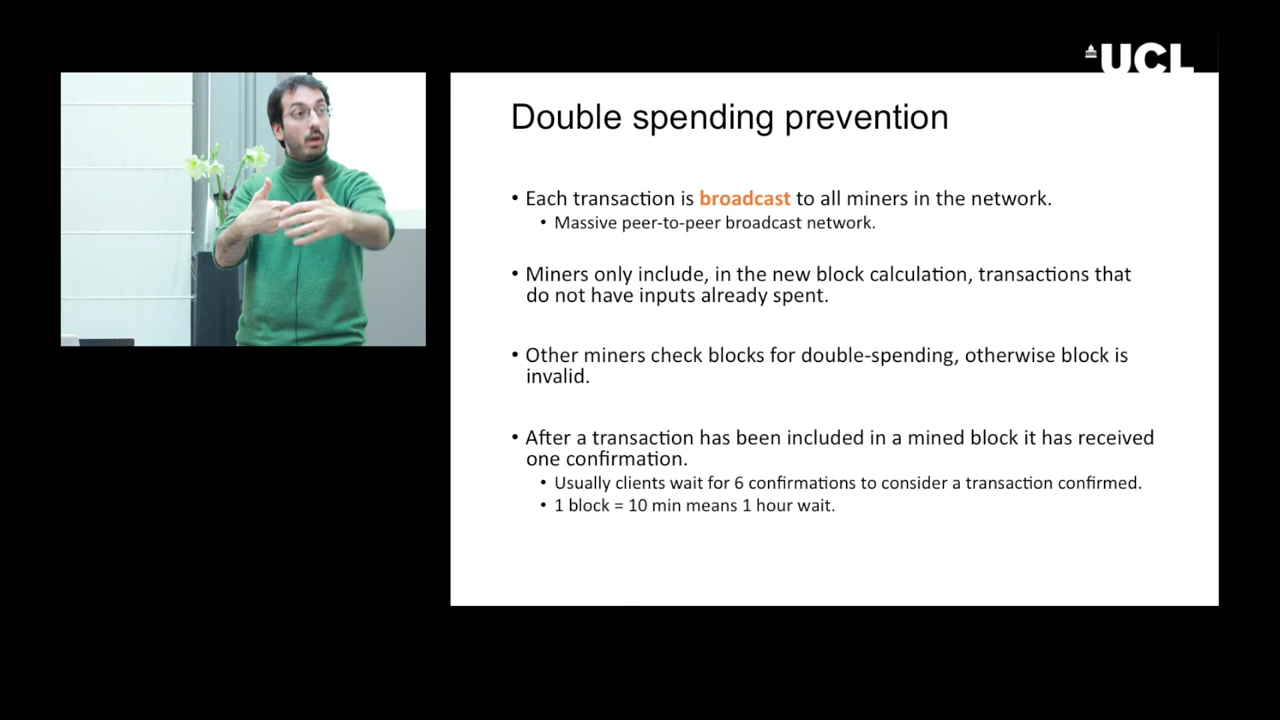 UCL
Double spending prevention
• Each transaction is broadcast to all miners in the network.
• Massive peer-to-peer broadcast network.
• Miners only include, in the new block calculation, transactions that
do not have inputs already spent.
• Other miners check blocks for double-spending, otherwise block is
invalid.
• After a transaction has been included in a mined block it has received
one confirmation.
• Usually clients wait for 6 confirmations to consider a transaction confirmed.
• 1 block = 10 min means 1 hour wait.